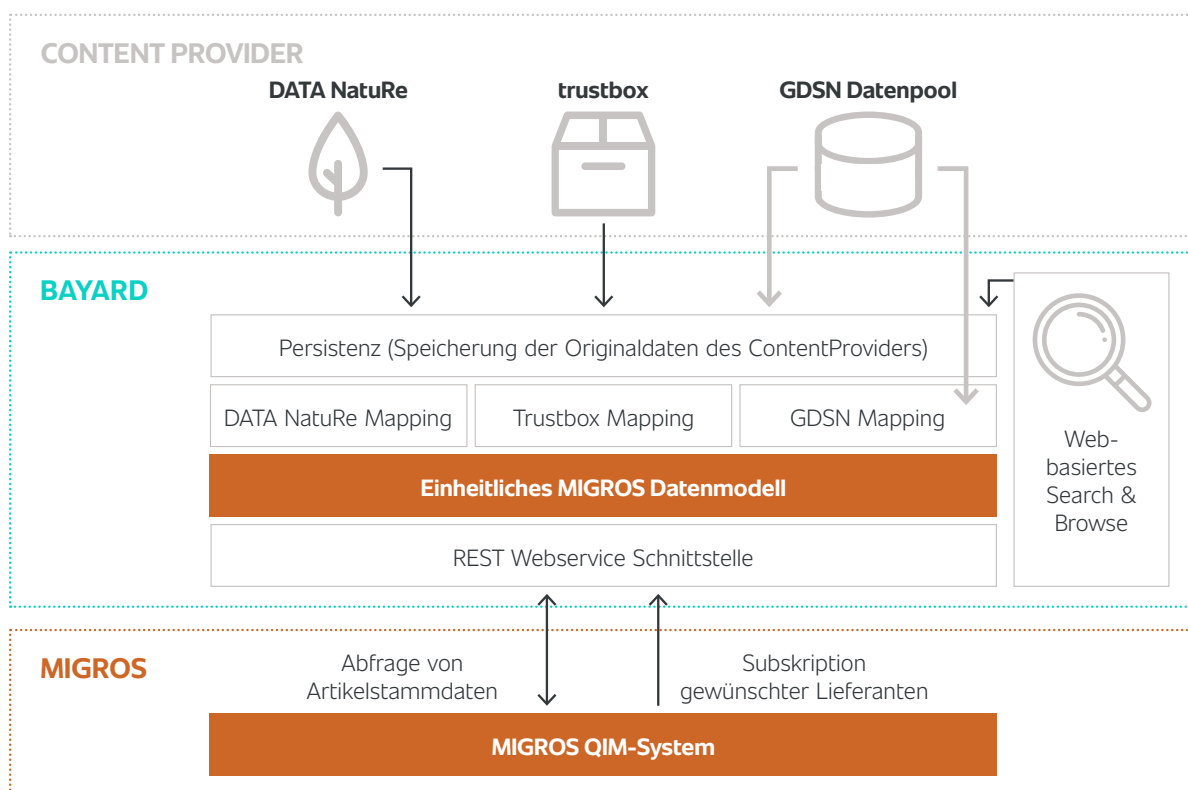 CONTENT PROVIDER
DATA NatuRe
trustbox
GDSN Datenpool
BAYARD
Persistenz (Speicherung der Originaldaten des ContentProviders)
DATA NatuRe Mapping
Trustbox Mapping
GDSN Mapping
Einheitliches MIGROS Datenmodell
REST Webservice Schnittstelle
Web-
basiertes
Search &
Browse
MIGROS
Abfrage von
Artikelstammdaten
Subskription
gewünschter Lieferanten
MIGROS QIM-System